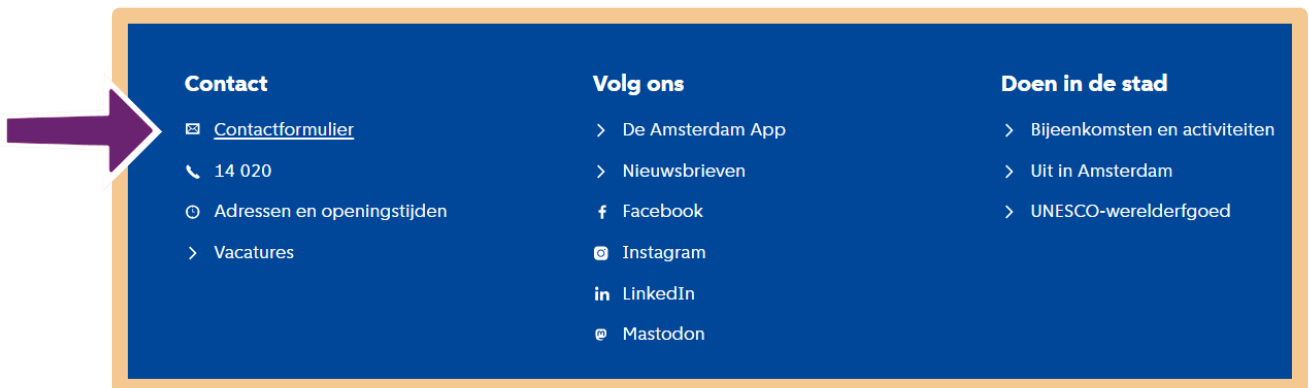 Contact
Contactformulier
14 020
Adressen en openingstijden
Vacatures
Volg ons
De Amsterdam App
Nieuwsbrieven
Facebook
Instagram
LinkedIn
Mastodon
Doen in de stad
Bijeenkomsten en activiteiten
Uit in Amsterdam
UNESCO-werelderfgoed